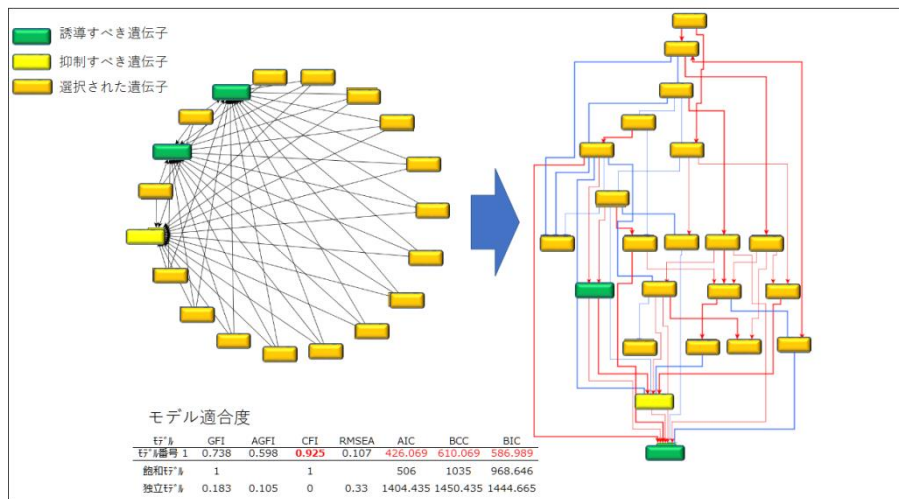 誘導すべき遺伝子
抑制すべき遺伝子
選択された遺伝子
モデル適合度
ﾓﾃﾞﾙ GFI AGFI CFI RMSEA AIC BCC BIC
ﾓﾃﾞﾙ番号 1 0.738 0.598 0.925 0.107 426.069 610.069 586.989
飽和ﾓﾃﾞﾙ 1 1 506 1035 968.646
独立ﾓﾃﾞﾙ 0.183 0.105 0 0.33 1404.435 1450.435 1444.665